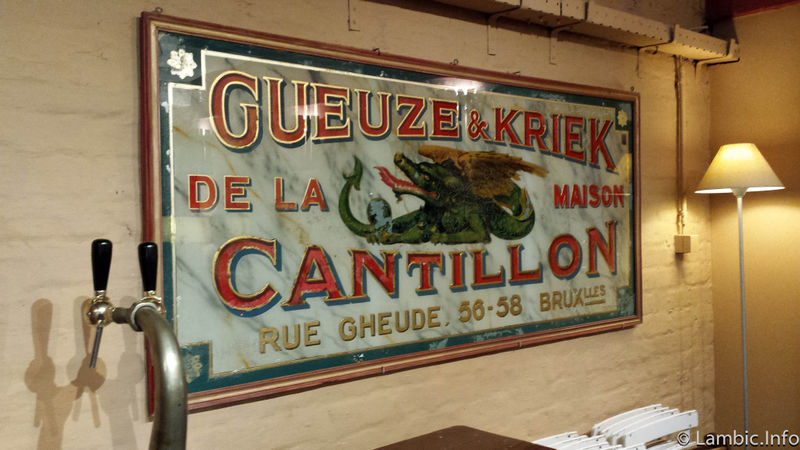 GUEUZE & KRIEK
DE LA MAISON
CANTILLON
RUE GHEUDE. 56-58 BRUXLLES
© Lambic.Info